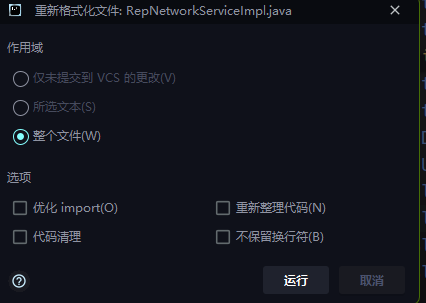 重新格式化文件: RepNetworkServiceImpl.java
作用域
仅未提交到 VCS 的更改(V)
所选文本(S)
整个文件(W)
选项
优化 import(O) 重新整理代码(N)
代码清理 不保留换行符(B)
? 运行 取消